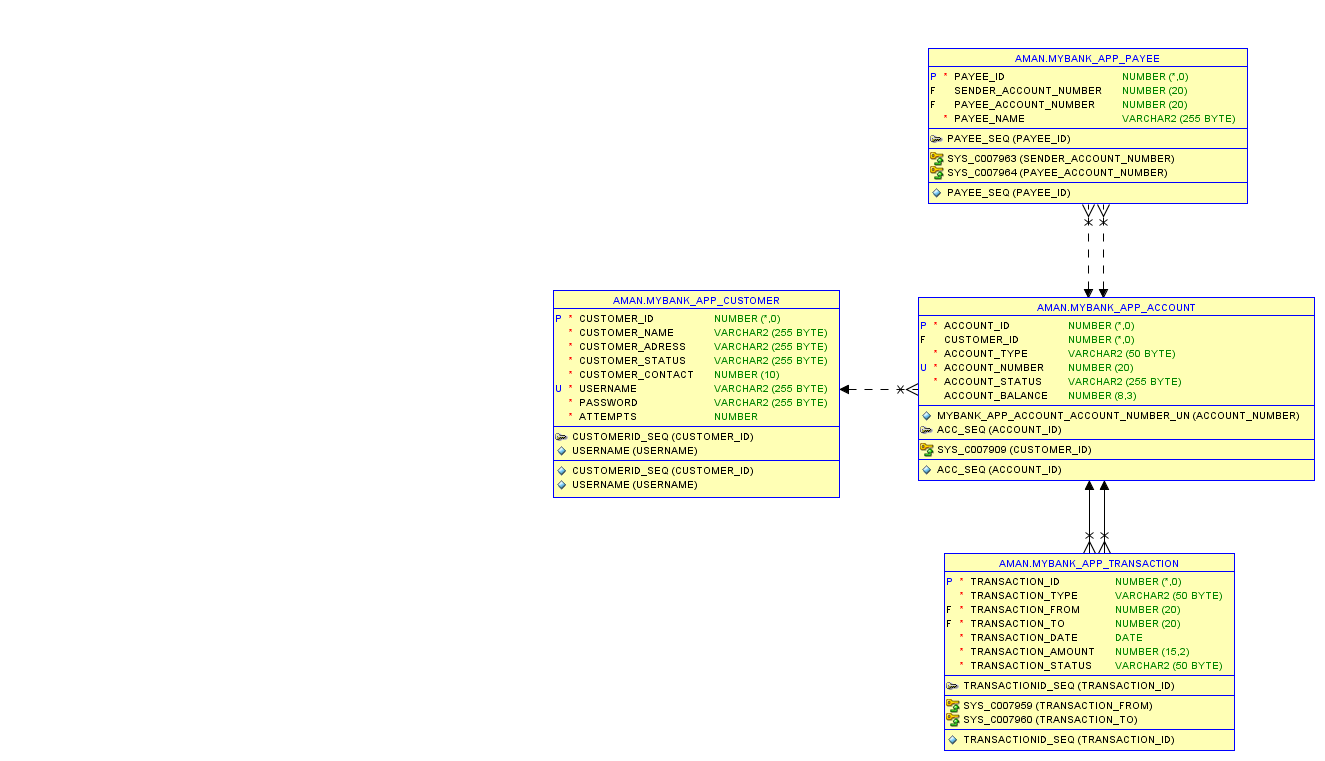 AMAN.MYBANK_APP_PAYEE
P * PAYEE_ID NUMBER (*,0)
F SENDER_ACCOUNT_NUMBER NUMBER (20)
F PAYEE_ACCOUNT_NUMBER NUMBER (20)
* PAYEE_NAME VARCHAR2 (255 BYTE)
PAYEE_SEQ (PAYEE_ID)
SYS_C007963 (SENDER_ACCOUNT_NUMBER)
SYS_C007964 (PAYEE_ACCOUNT_NUMBER)
PAYEE_SEQ (PAYEE_ID)
AMAN.MYBANK_APP_CUSTOMER
P * CUSTOMER_ID NUMBER (*,0)
* CUSTOMER_NAME VARCHAR2 (255 BYTE)
* CUSTOMER_ADRESS VARCHAR2 (255 BYTE)
* CUSTOMER_STATUS VARCHAR2 (255 BYTE)
* CUSTOMER_CONTACT NUMBER (10)
U * USERNAME VARCHAR2 (255 BYTE)
* PASSWORD VARCHAR2 (255 BYTE)
* ATTEMPTS NUMBER
CUSTOMERID_SEQ (CUSTOMER_ID)
USERNAME (USERNAME)
CUSTOMERID_SEQ (CUSTOMER_ID)
USERNAME (USERNAME)
AMAN.MYBANK_APP_ACCOUNT
P * ACCOUNT_ID NUMBER (*,0)
F CUSTOMER_ID NUMBER (*,0)
* ACCOUNT_TYPE VARCHAR2 (50 BYTE)
U * ACCOUNT_NUMBER NUMBER (20)
* ACCOUNT_STATUS VARCHAR2 (255 BYTE)
ACCOUNT_BALANCE NUMBER (8,3)
MYBANK_APP_ACCOUNT_ACCOUNT_NUMBER_UN (ACCOUNT_NUMBER)
ACC_SEQ (ACCOUNT_ID)
SYS_C007909 (CUSTOMER_ID)
ACC_SEQ (ACCOUNT_ID)
AMAN.MYBANK_APP_TRANSACTION
P * TRANSACTION_ID NUMBER (*,0)
* TRANSACTION_TYPE VARCHAR2 (50 BYTE)
F * TRANSACTION_FROM NUMBER (20)
F * TRANSACTION_TO NUMBER (20)
* TRANSACTION_DATE DATE
* TRANSACTION_AMOUNT NUMBER (15,2)
* TRANSACTION_STATUS VARCHAR2 (50 BYTE)
TRANSACTIONID_SEQ (TRANSACTION_ID)
SYS_C007959 (TRANSACTION_FROM)
SYS_C007960 (TRANSACTION_TO)
TRANSACTIONID_SEQ (TRANSACTION_ID)